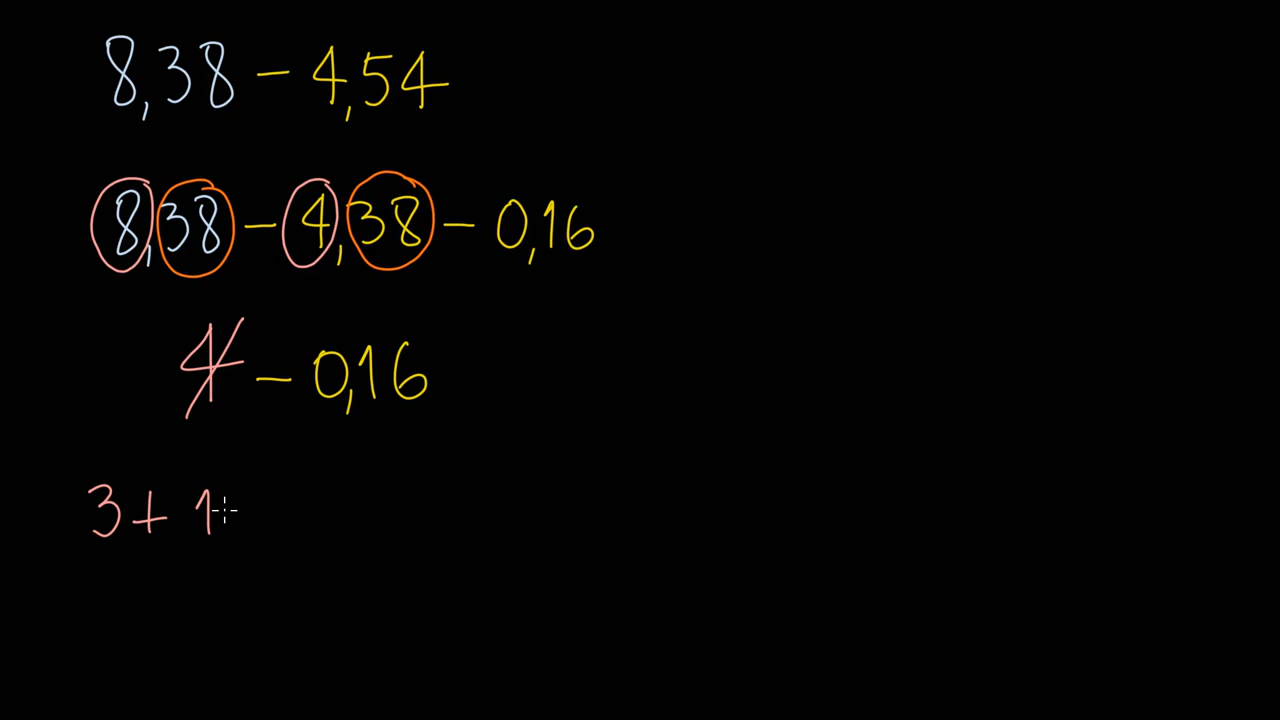 8,38 - 4,54
8,38 - 4,38 - 0,16
4 - 0,16
3 + 1